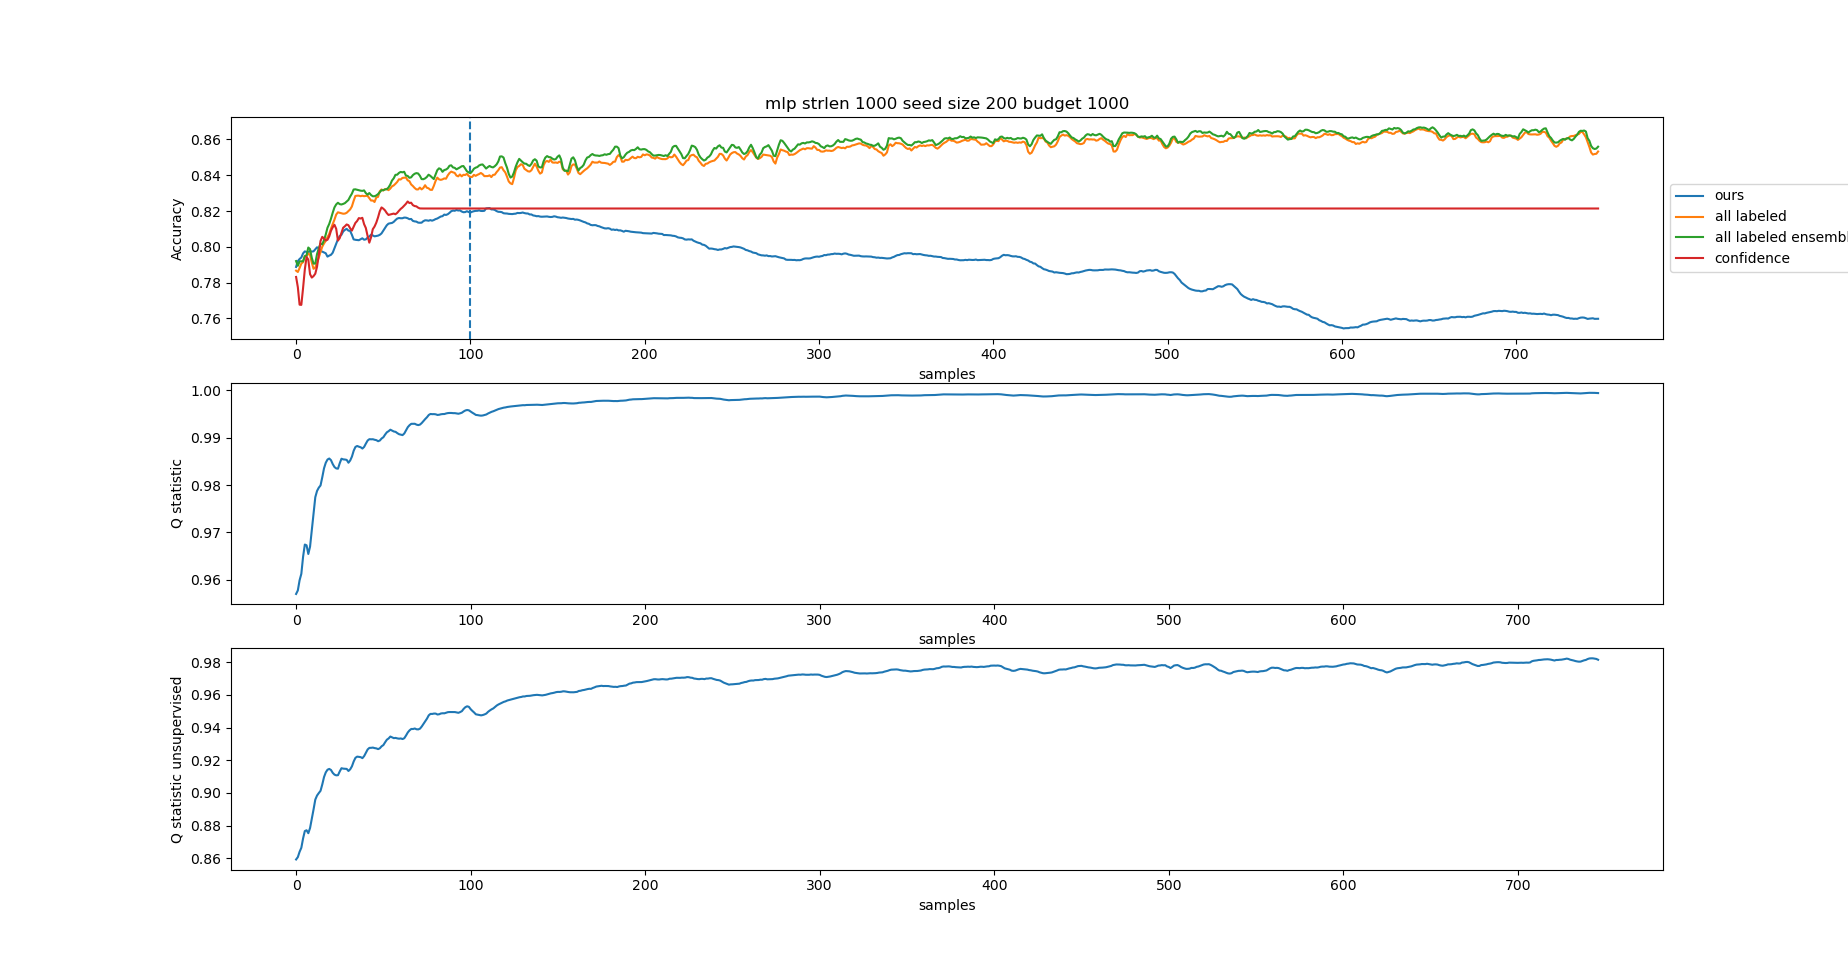 mlp strlen 1000 seed size 200 budget 1000
Accuracy
0.86
0.84
0.82
0.80
0.78
0.76
0 100 200 300 400 500 600 700
samples
ours
all labeled
all labeled ensembl
confidence
Q statistic
1.00
0.99
0.98
0.97
0.96
0 100 200 300 400 500 600 700
samples
Q statistic unsupervised
0.98
0.96
0.94
0.92
0.90
0.88
0.86
0 100 200 300 400 500 600 700
samples